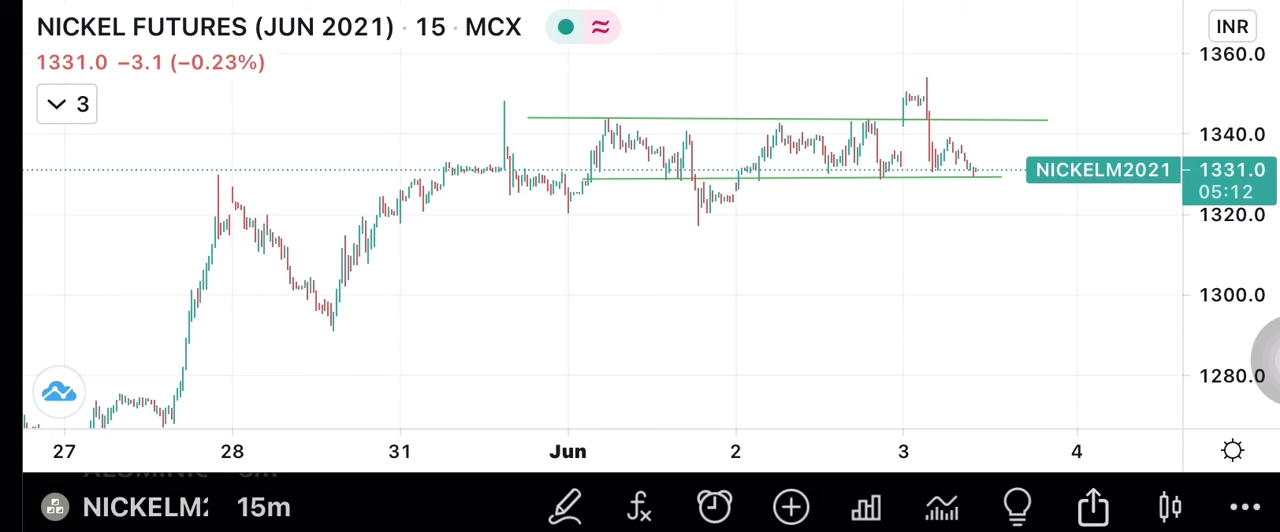 NICKEL FUTURES (JUN 2021) · 15 · MCX
INR
1331.0 −3.1 (−0.23%)
3
1360.0
1340.0
NICKELM2021
1331.0
05:12
1320.0
1300.0
1280.0
27 28 31 Jun 2 3 4
NICKELM 15m